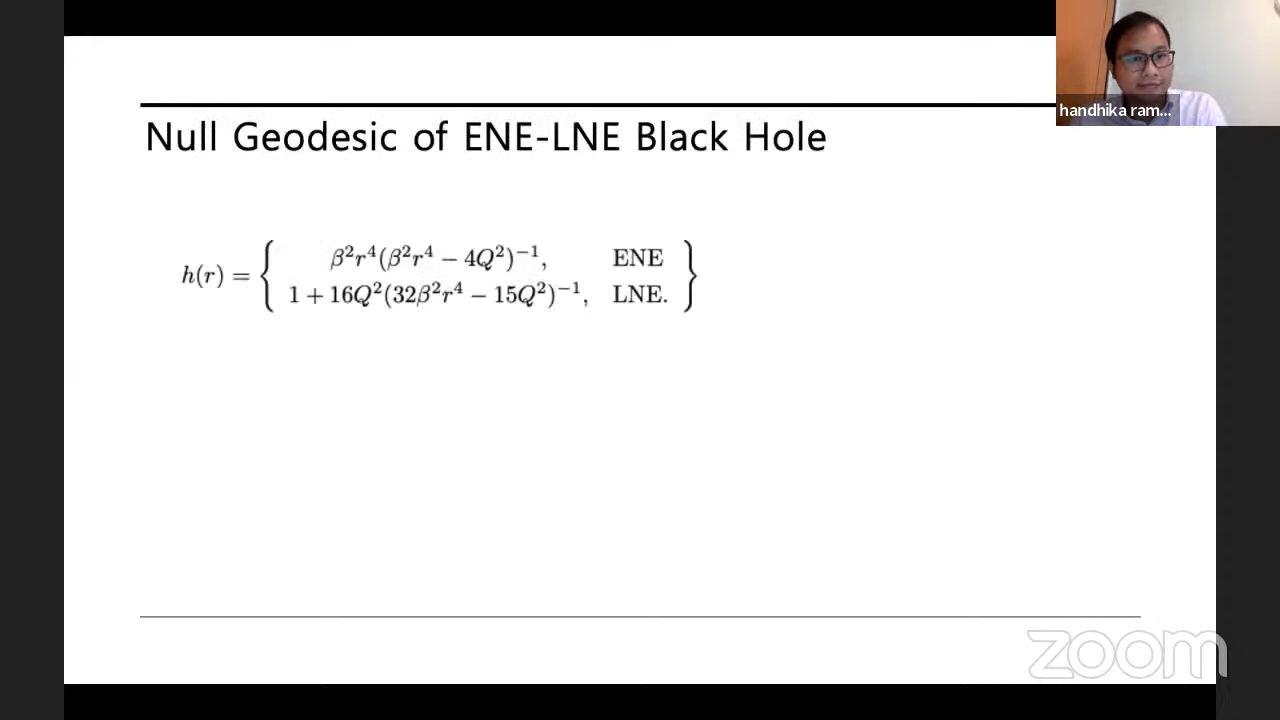 handhika ram...
Null Geodesic of ENE-LNE Black Hole
h(r) = { β²r⁴(β²r⁴ − 4Q²)⁻¹, ENE
1 + 16Q²(32β²r⁴ − 15Q²)⁻¹, LNE. }
zoom